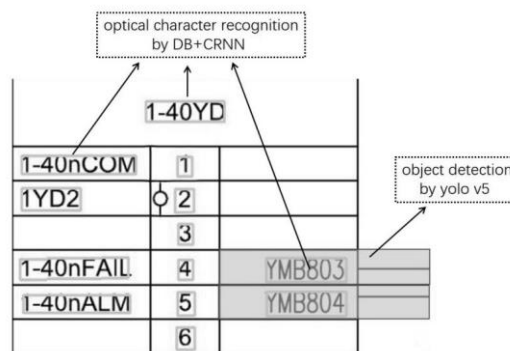 optical character recognition
by DB+CRNN
1-40YD
1-40nCOM 1
1YD2 2
3
object detection
by yolo v5
1-40nFAIL 4 YMB803
1-40nALM 5 YMB804
6